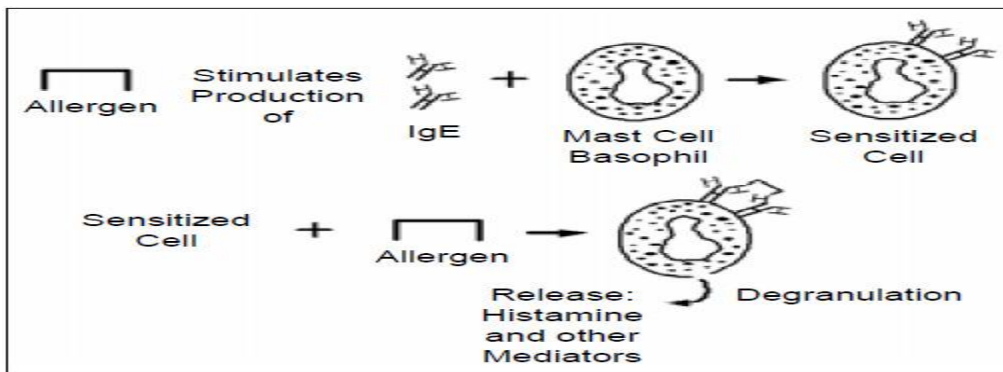 Allergen
Stimulates
Production
of
IgE
+
Mast Cell
Basophil
Sensitized
Cell
Sensitized
Cell
+
Allergen
Release:
Histamine
and other
Mediators
Degranulation